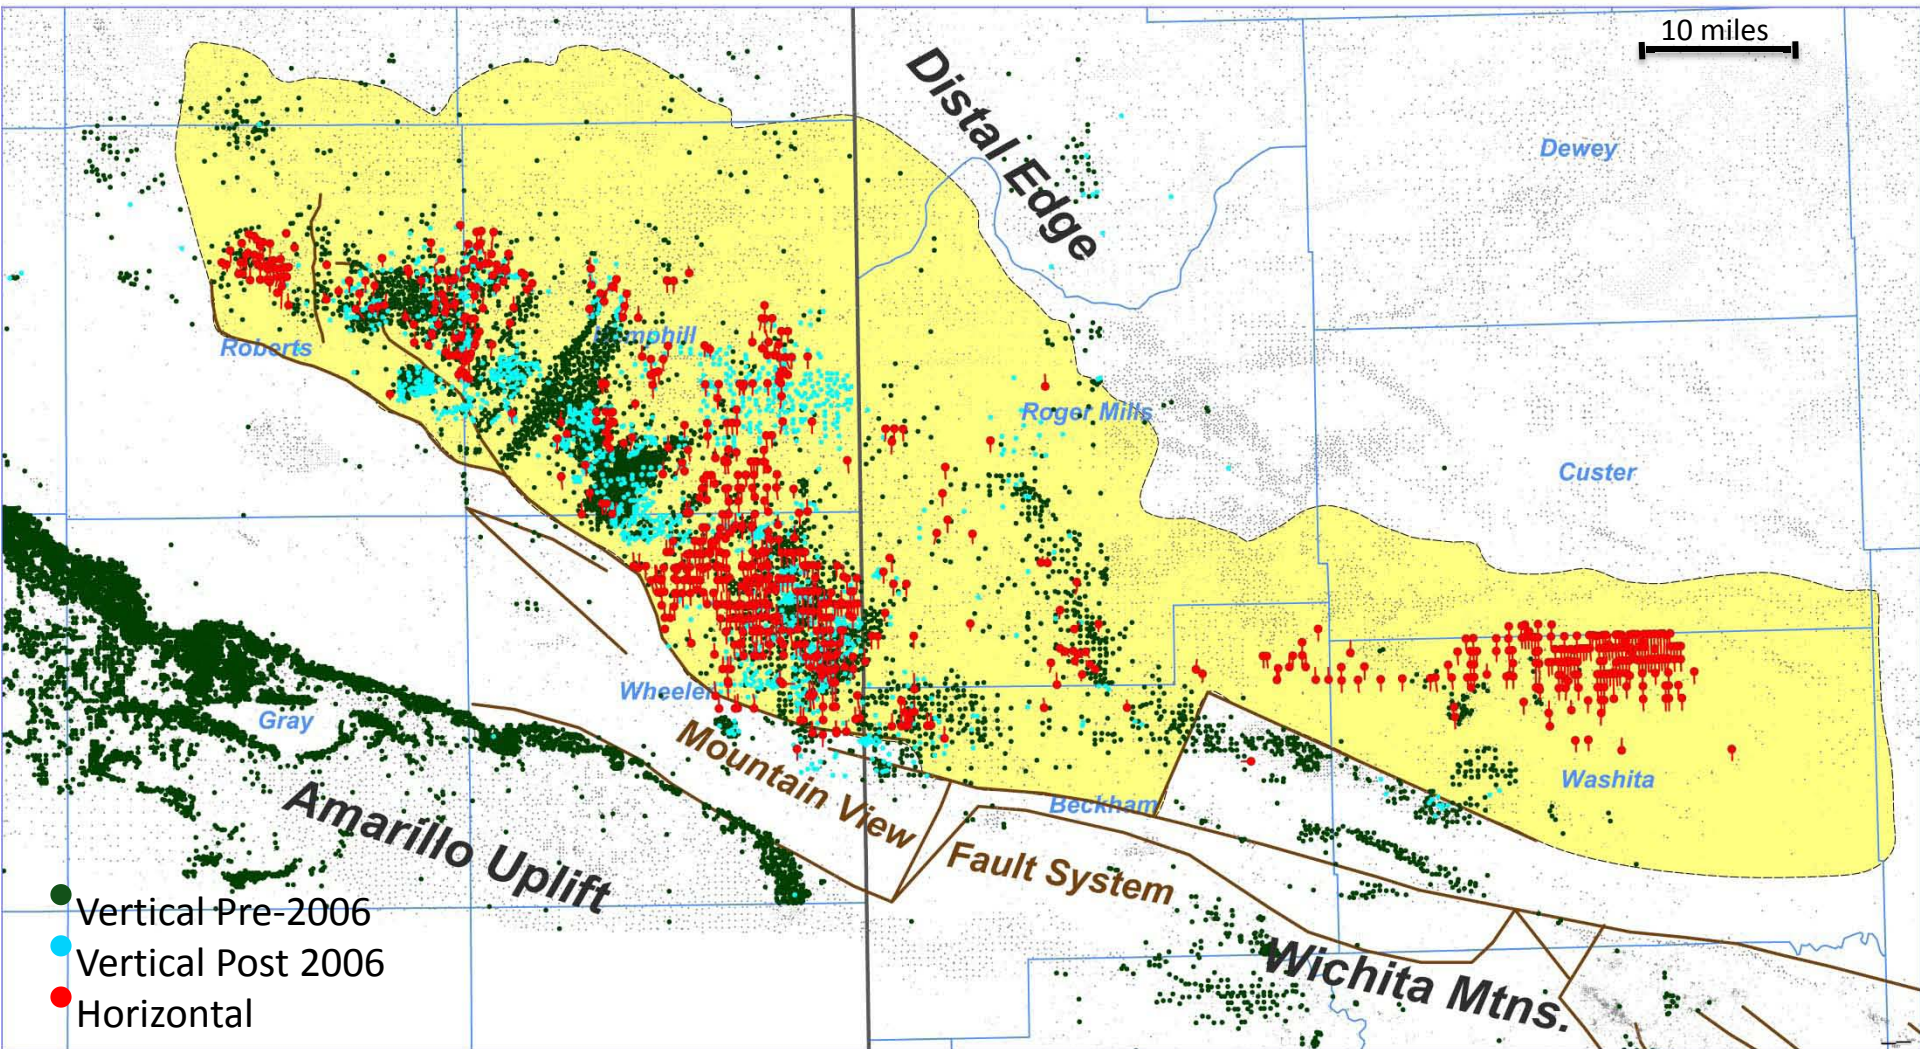 10 miles
Distal Edge
Dewey
Roberts
Hemphill
Roger Mills
Custer
Wheeler
Gray
Mountain View
Fault System
Beckham
Washita
Amarillo Uplift
Wichita Mtns.
Vertical Pre-2006
Vertical Post 2006
Horizontal